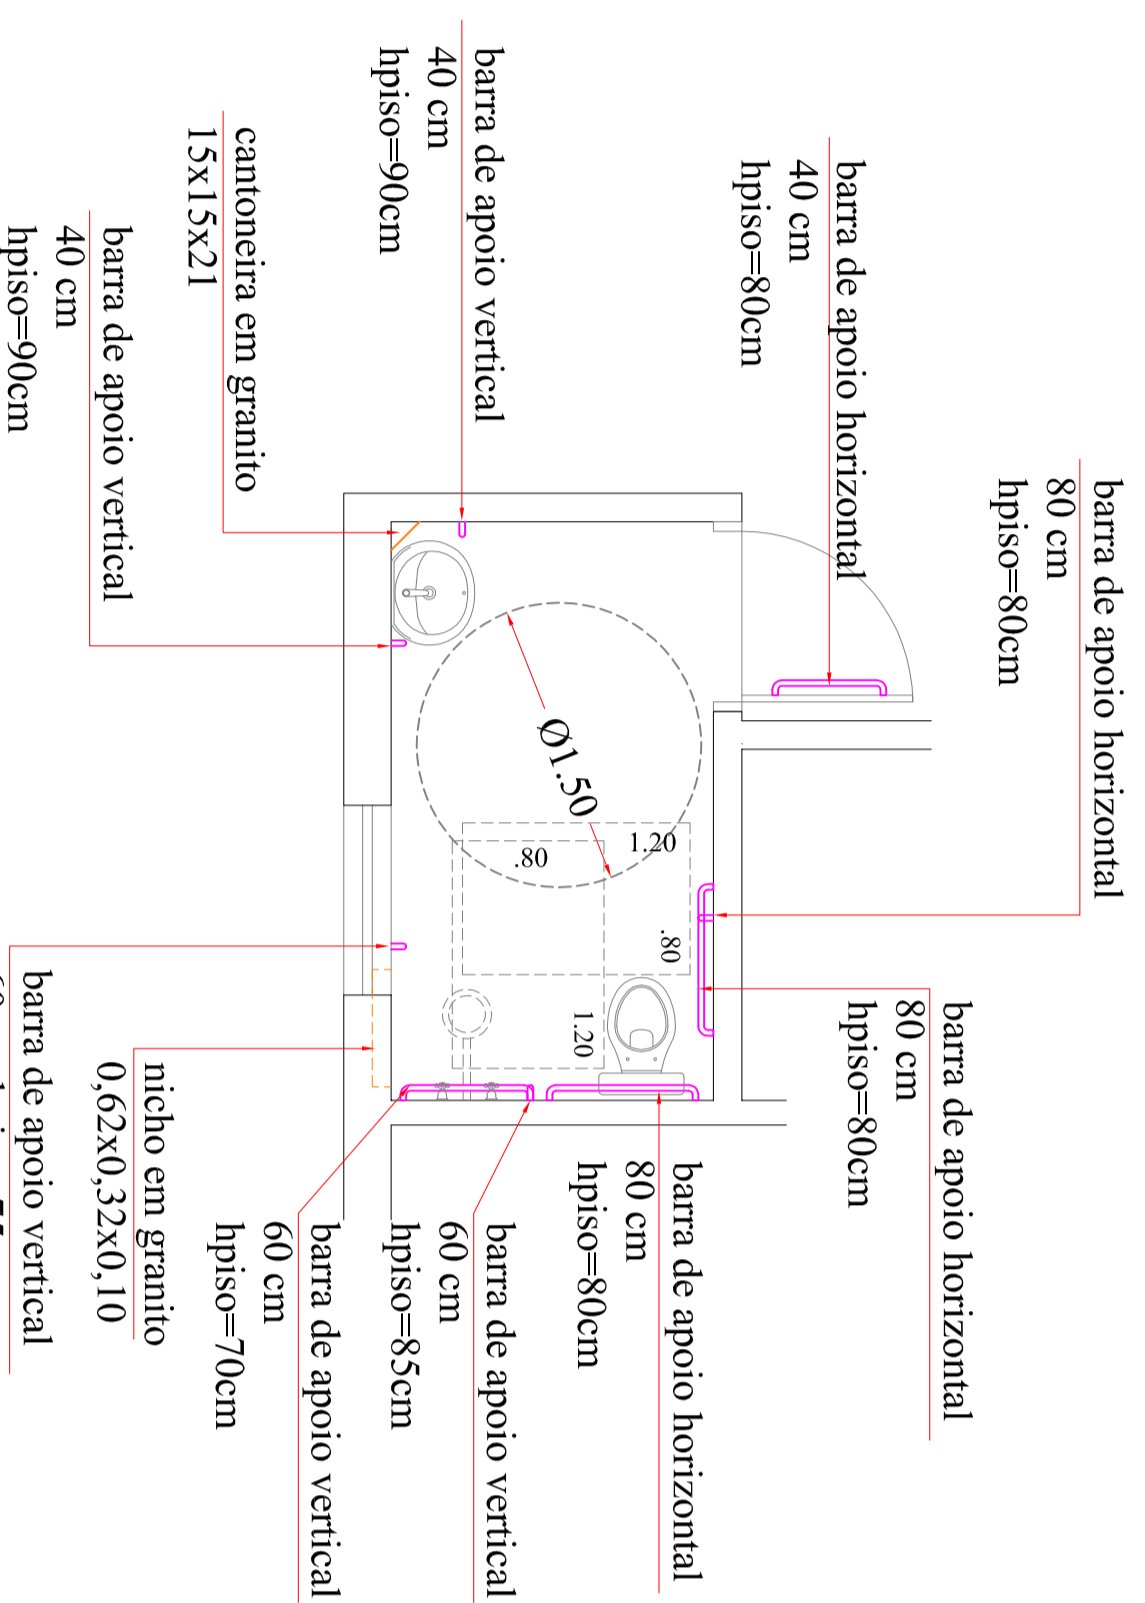 barra de apoio horizontal
80 cm
hpiso=80cm
barra de apoio horizontal
80 cm
hpiso=80cm
barra de apoio horizontal
40 cm
hpiso=80cm
barra de apoio horizontal
80 cm
hpiso=80cm
barra de apoio vertical
40 cm
hpiso=90cm
barra de apoio vertical
60 cm
hpiso=85cm
barra de apoio vertical
60 cm
hpiso=70cm
cantoneira em granito
15x15x21
nicho em granito
0,62x0,32x0,10
barra de apoio vertical
40 cm
hpiso=90cm
barra de apoio vertical
Ø1.50
1.20
.80
.80
1.20